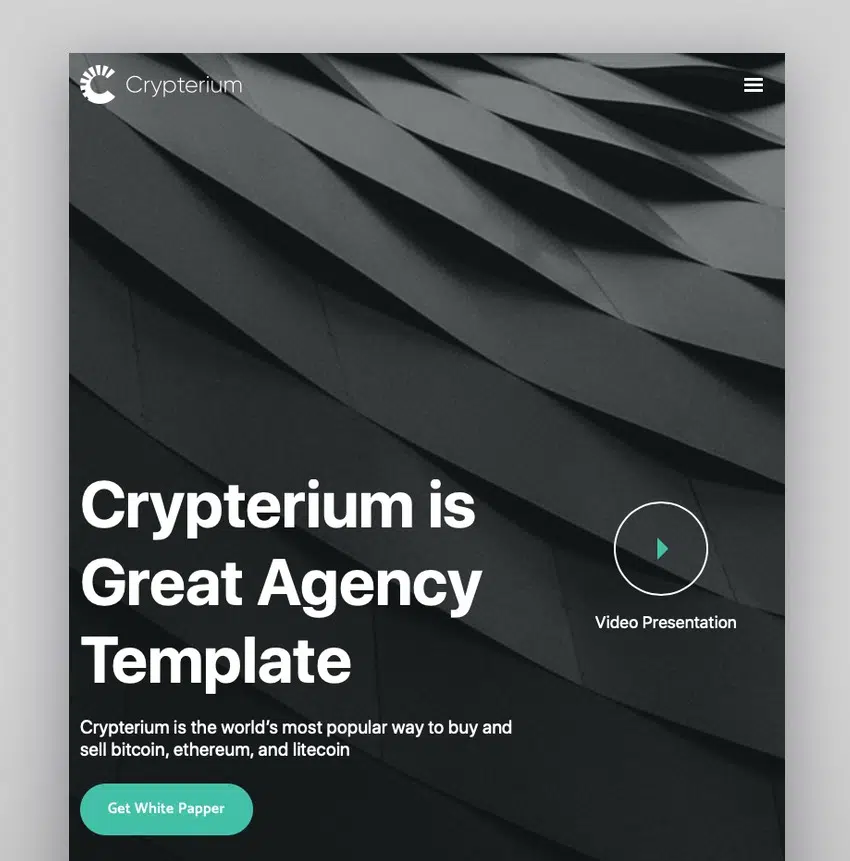 Crypterium
Crypterium is
Great Agency
Template
Video Presentation
Crypterium is the world’s most popular way to buy and
sell bitcoin, ethereum, and litecoin
Get White Papper